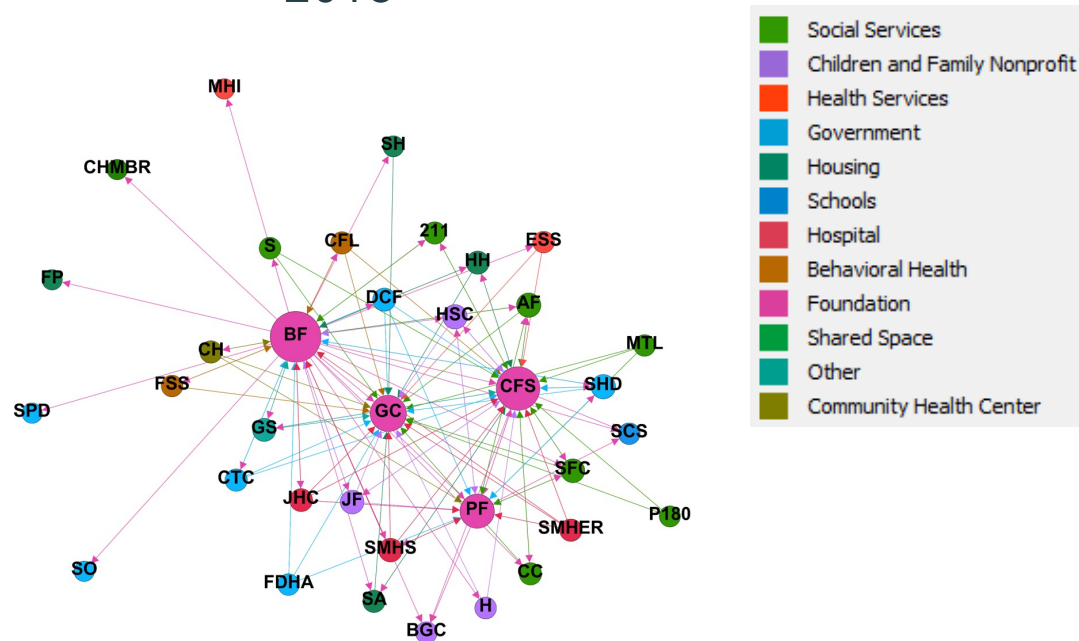 2018
Social Services
Children and Family Nonprofit
Health Services
Government
Housing
Schools
Hospital
Behavioral Health
Foundation
Shared Space
Other
Community Health Center
MHI
SH
CHMBR
211
S
CFL
ESS
HH
FP
DCF
HSC
AF
BF
CH
MTL
FSS
CFS
SHD
SPD
GC
GS
SCS
CTC
SFC
JHC
JF
PF
P180
SMHER
SMHS
SO
FDHA
CC
SA
H
BGC